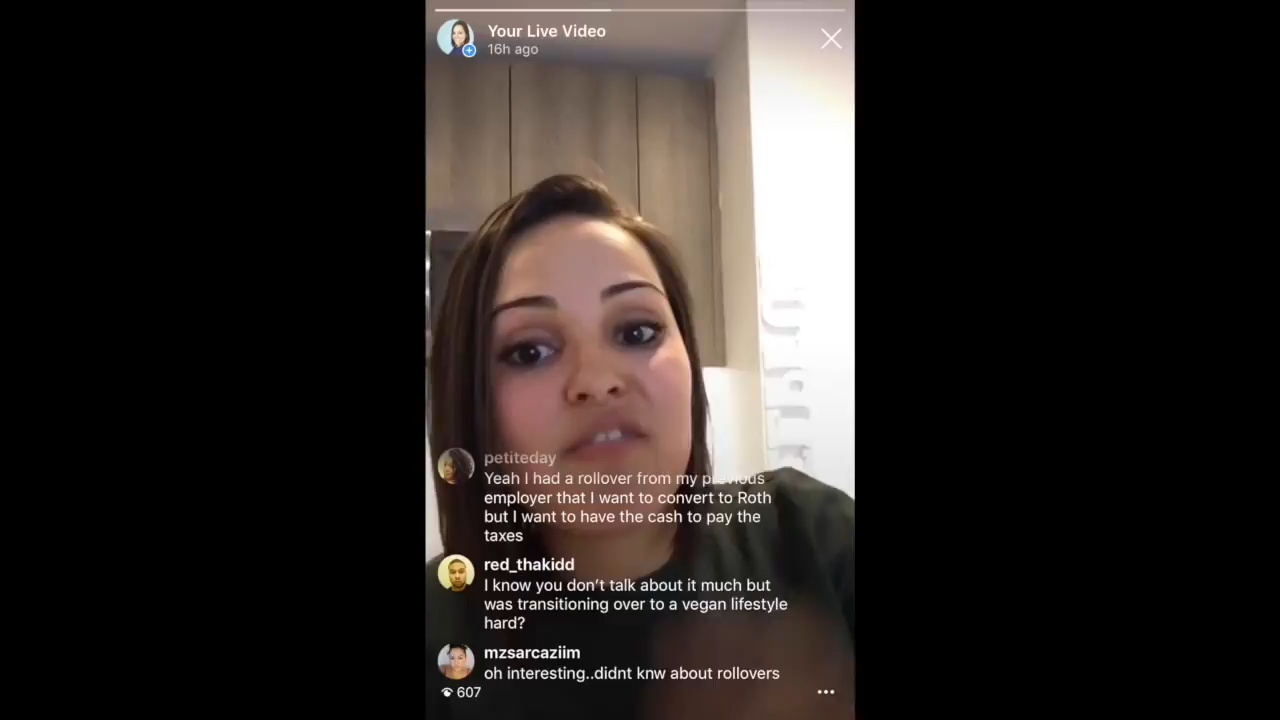 Your Live Video
16h ago
petiteday
Yeah I had a rollover from my previous
employer that I want to convert to Roth
but I want to have the cash to pay the
taxes
red_thakidd
I know you don’t talk about it much but
was transitioning over to a vegan lifestyle
hard?
mzsarcaziim
oh interesting..didnt knw about rollovers
607